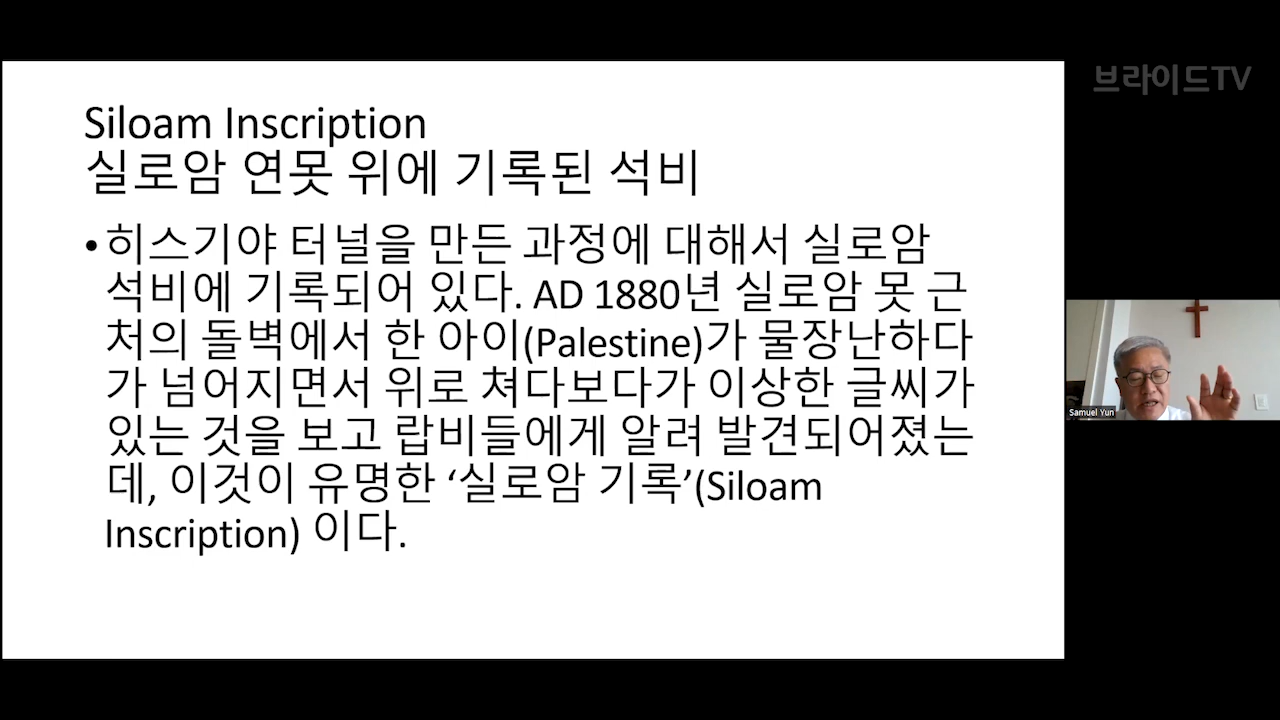 브라이드TV
Siloam Inscription
실로암 연못 위에 기록된 석비
•히스기야 터널을 만든 과정에 대해서 실로암
석비에 기록되어 있다. AD 1880년 실로암 못 근
처의 돌벽에서 한 아이(Palestine)가 물장난하다
가 넘어지면서 위로 쳐다보다가 이상한 글씨가
있는 것을 보고 랍비들에게 알려 발견되어졌는
데, 이것이 유명한 ‘실로암 기록’(Siloam
Inscription) 이다.
Samuel Yun